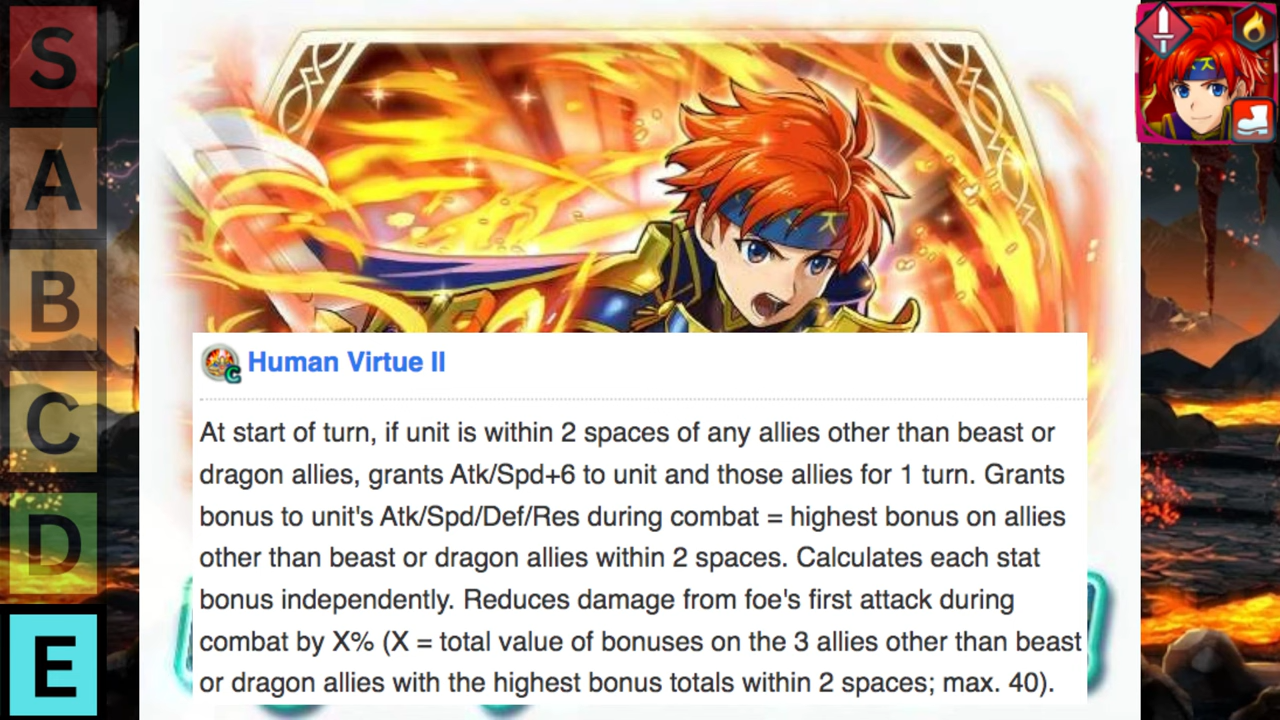 S
A
B
C
D
E
Human Virtue II
At start of turn, if unit is within 2 spaces of any allies other than beast or
dragon allies, grants Atk/Spd+6 to unit and those allies for 1 turn. Grants
bonus to unit's Atk/Spd/Def/Res during combat = highest bonus on allies
other than beast or dragon allies within 2 spaces. Calculates each stat
bonus independently. Reduces damage from foe's first attack during
combat by X% (X = total value of bonuses on the 3 allies other than beast
or dragon allies with the highest bonus totals within 2 spaces; max. 40).